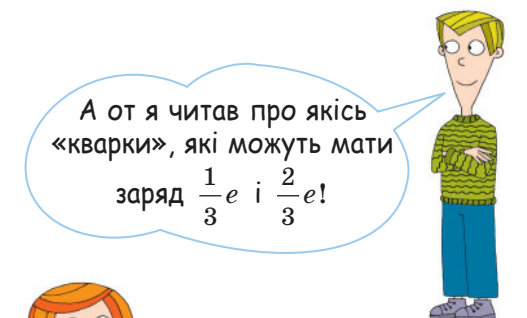 А от я читав про якісь
«кварки», які можуть мати
заряд 1/3 e і 2/3 e!